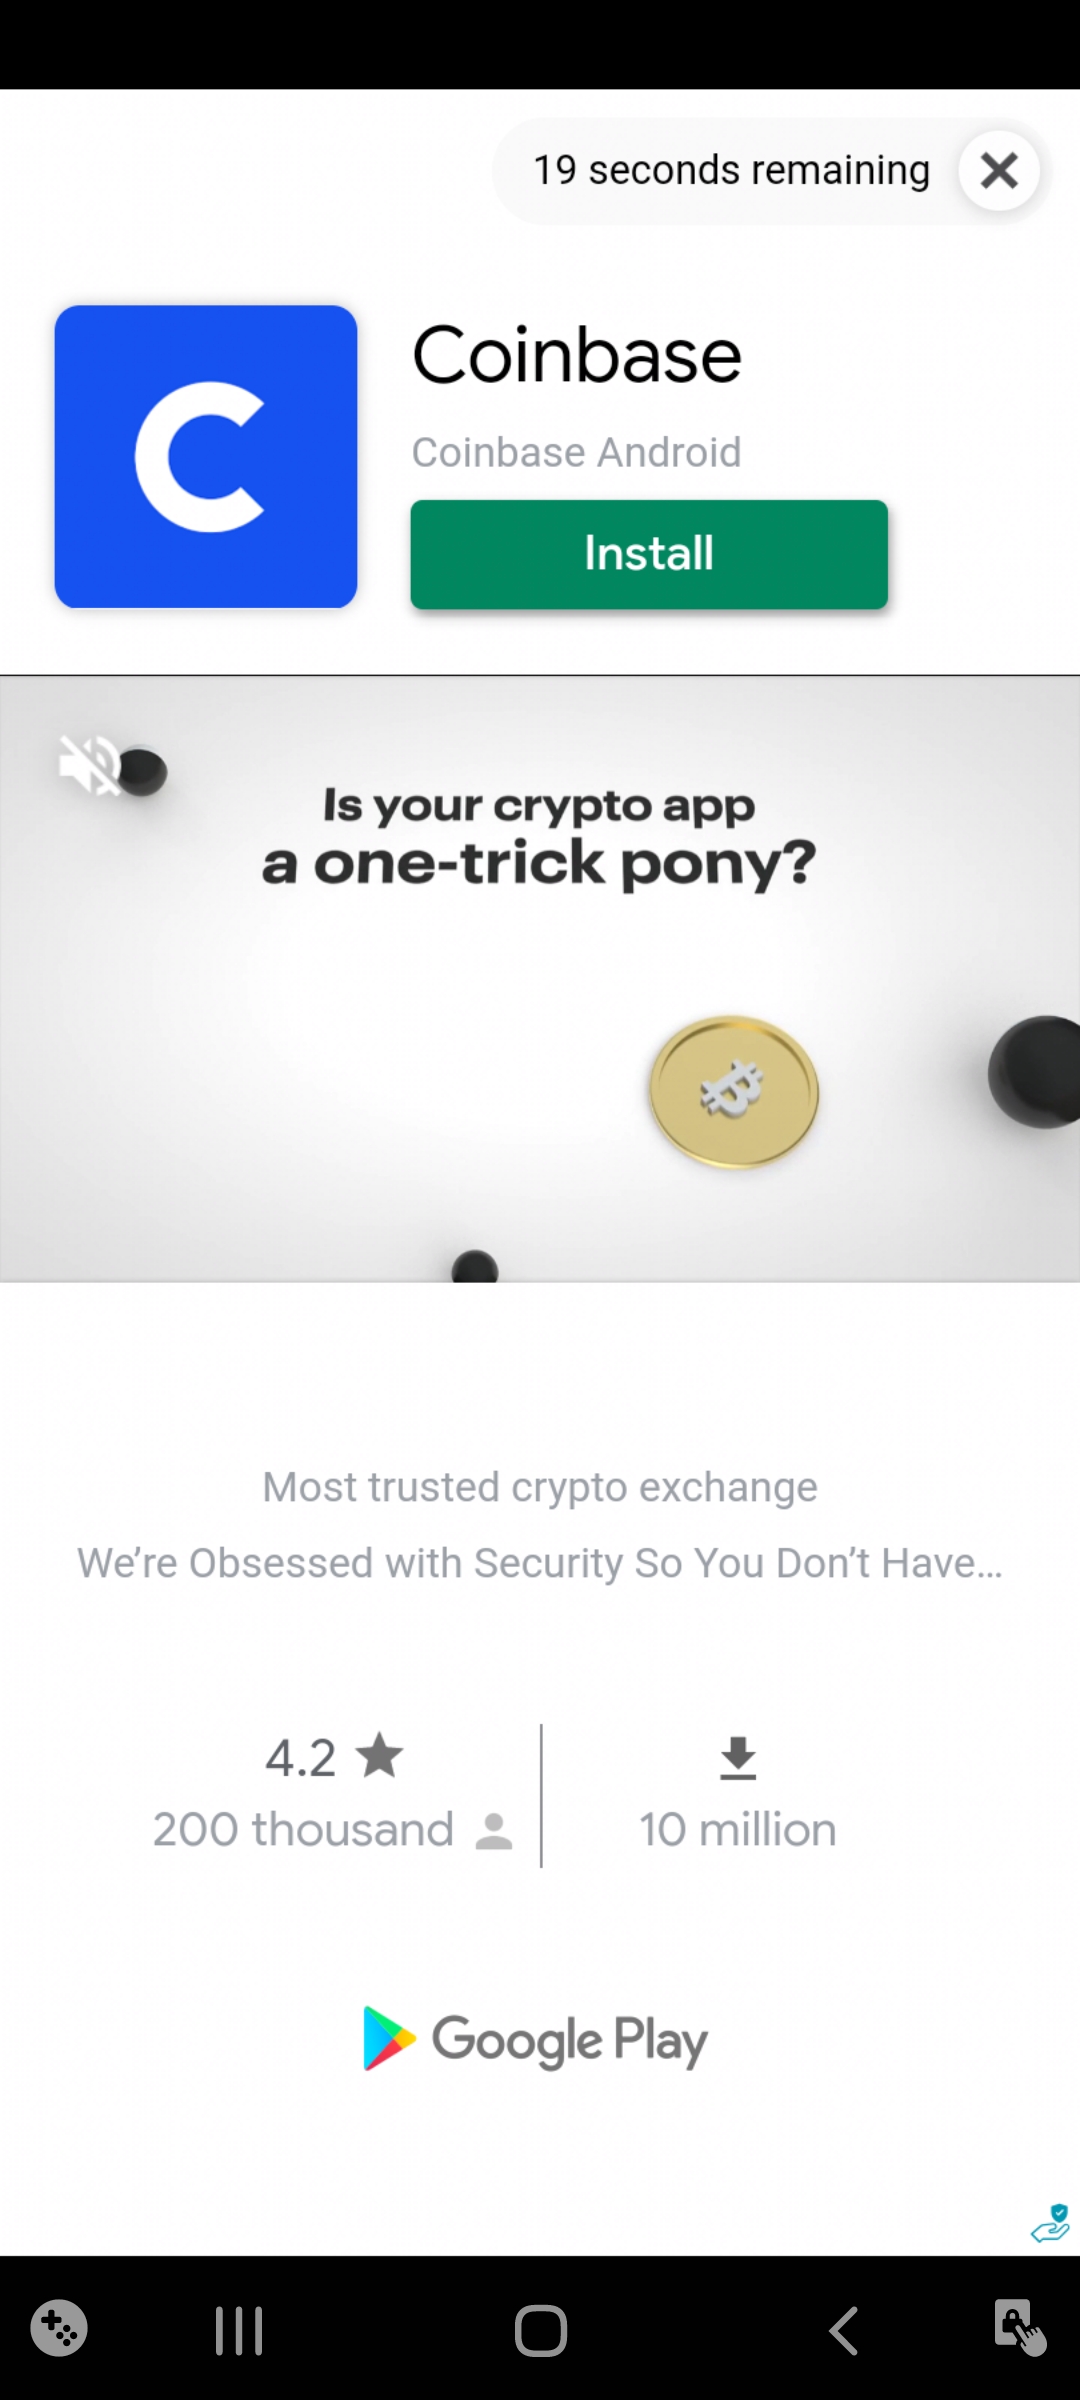 19 seconds remaining
Coinbase
Coinbase Android
Install
Is your crypto app
a one-trick pony?
Most trusted crypto exchange
We’re Obsessed with Security So You Don’t Have...
4.2
200 thousand
10 million
Google Play